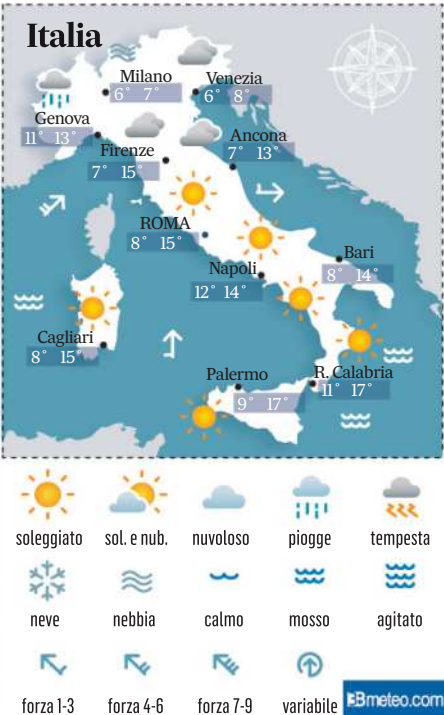 Italia
Milano
6° 7°
Venezia
6° 8°
Genova
11° 13°
Firenze
7° 15°
Ancona
7° 13°
ROMA
8° 15°
Napoli
12° 14°
Bari
8° 14°
Cagliari
8° 15°
Palermo
9° 17°
R. Calabria
11° 17°
soleggiato sol. e nub. nuvoloso piogge tempesta
neve nebbia calmo mosso agitato
forza 1-3 forza 4-6 forza 7-9 variabile
3Bmeteo.com